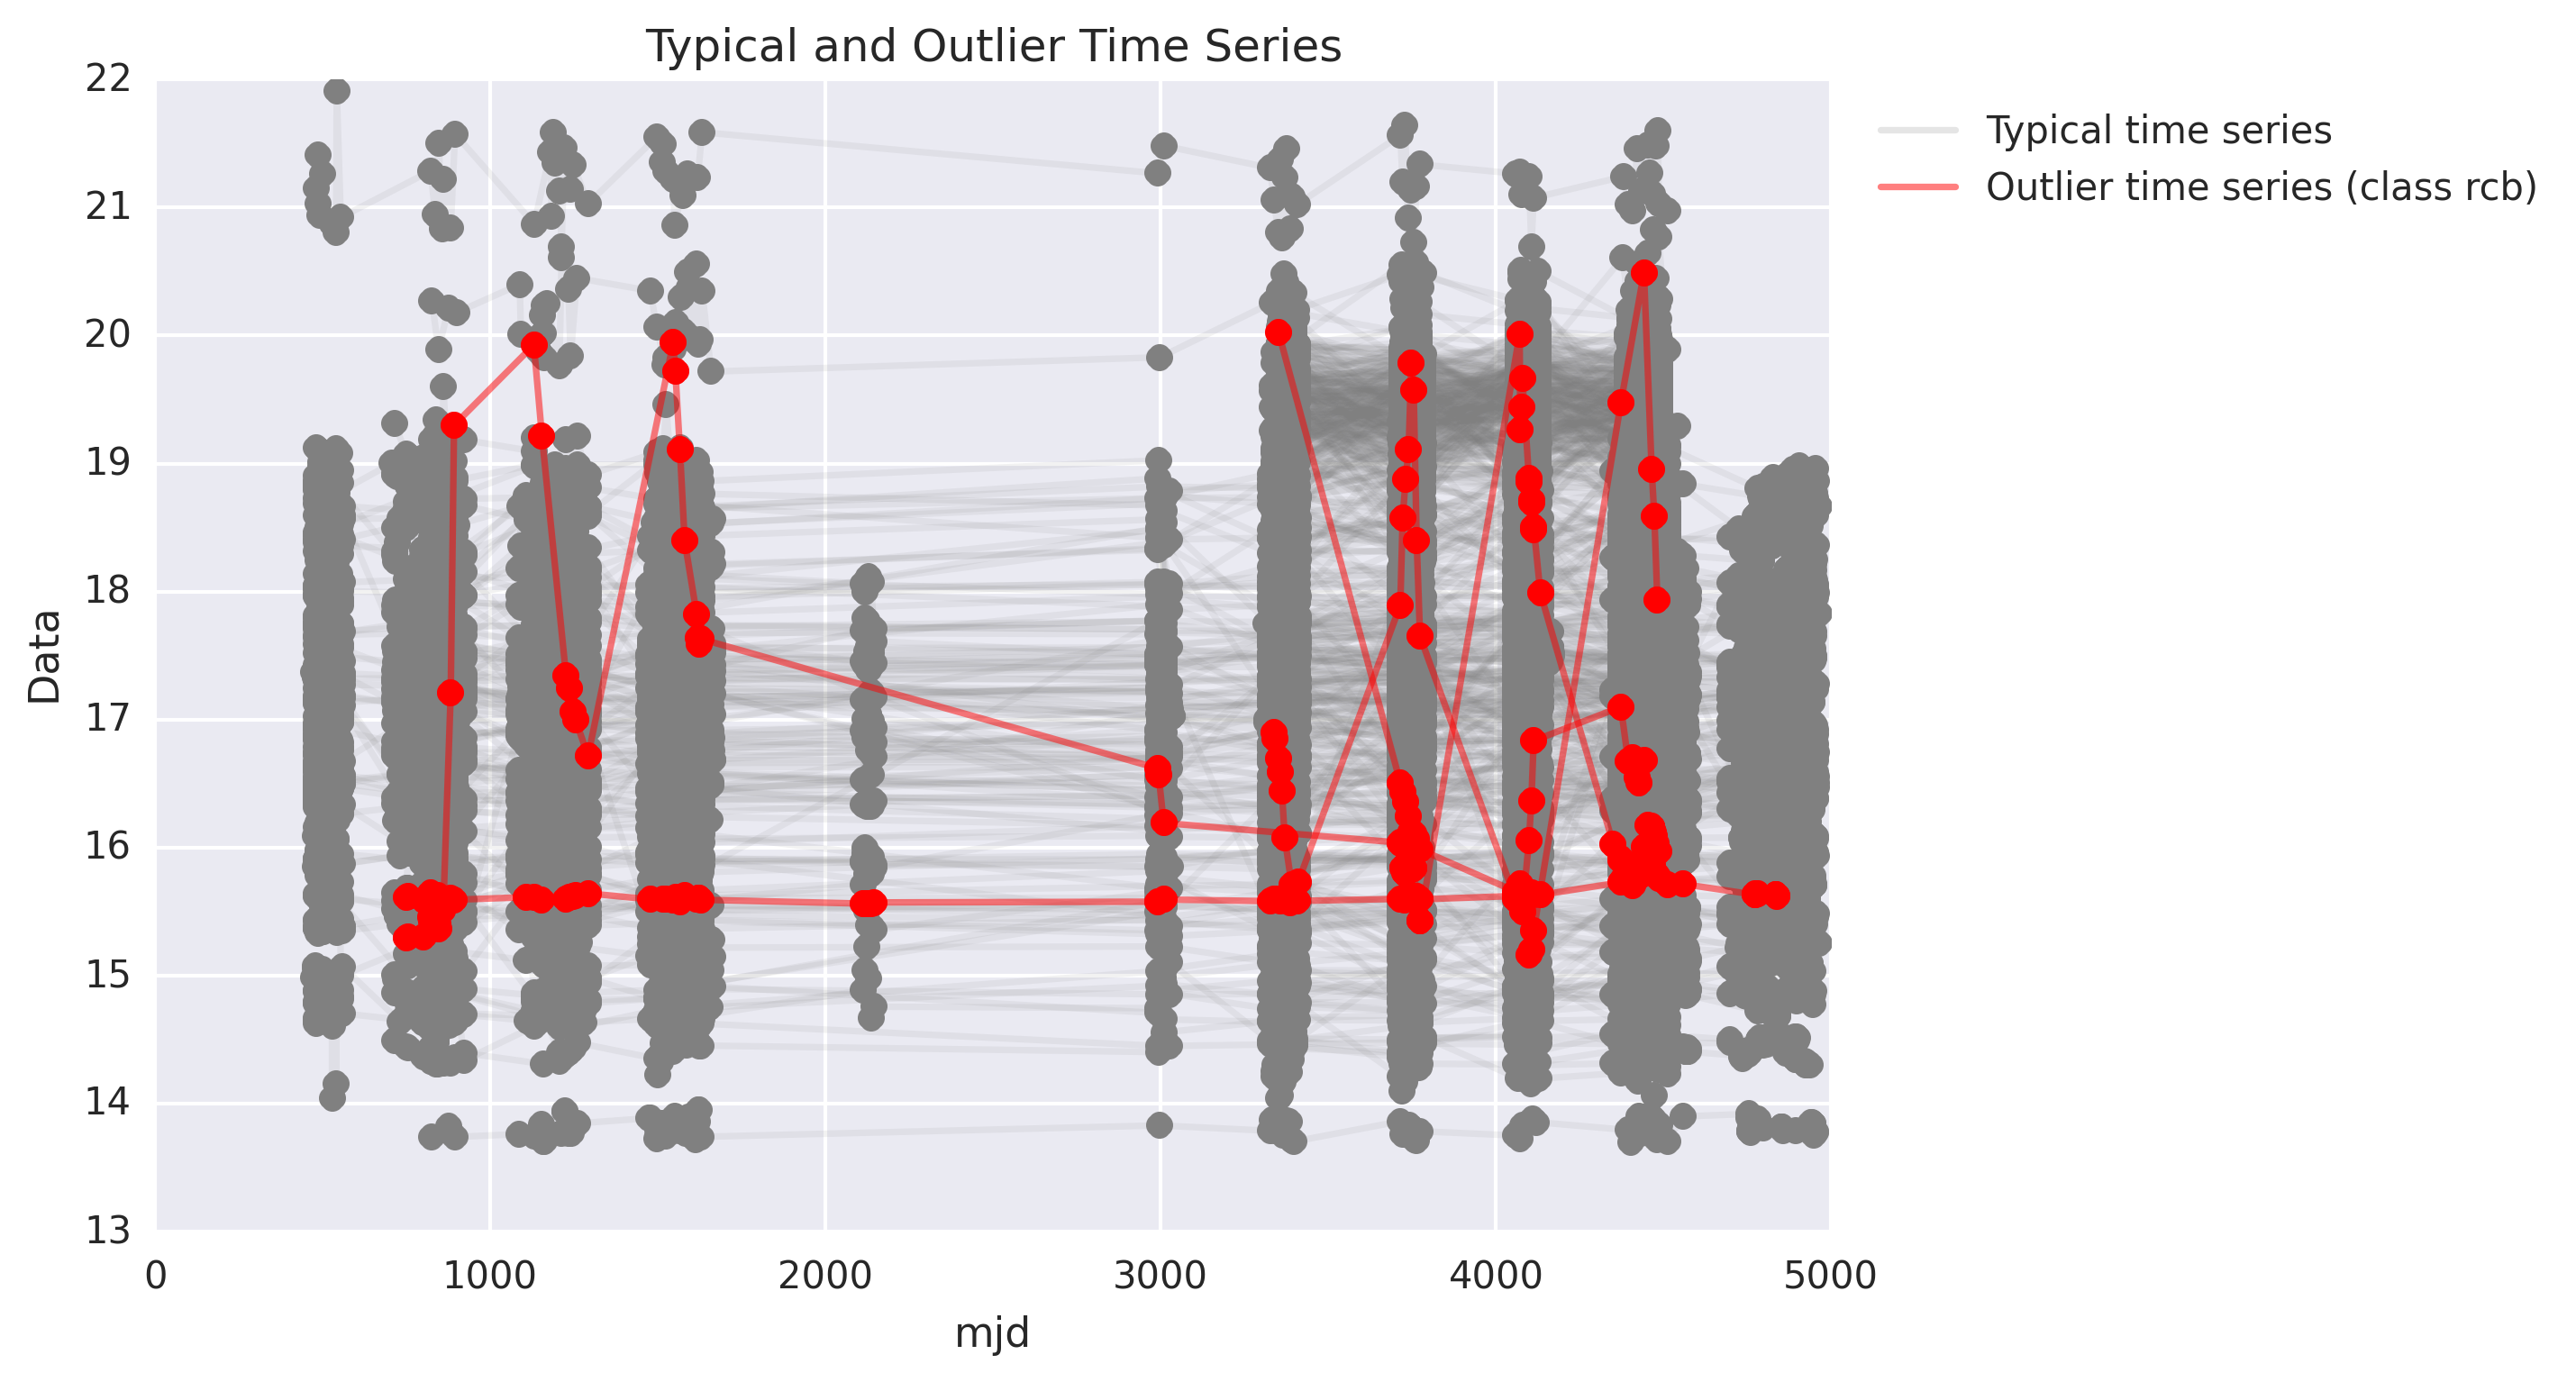 Typical and Outlier Time Series
22
21
20
19
18
17
16
15
14
13
Data
0 1000 2000 3000 4000 5000
mjd
Typical time series
Outlier time series (class rcb)